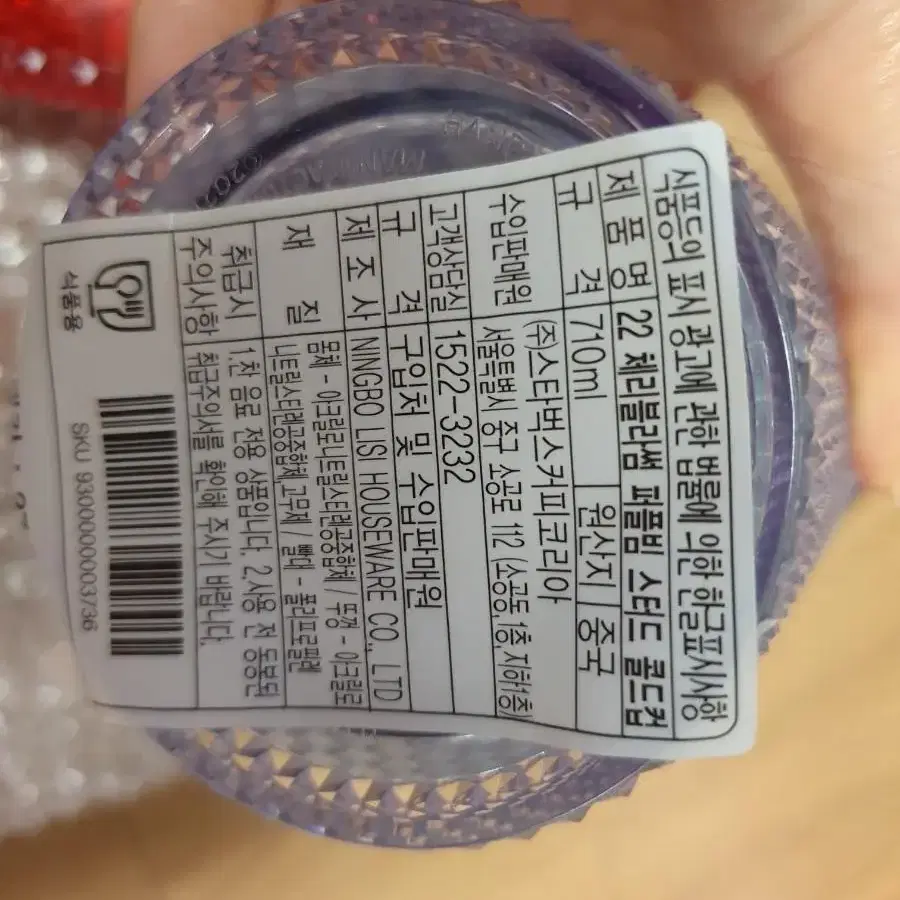 식품등의 표시 광고에 관한 법률에 의한 한글표시사항
제품명 22 체리블라썸 퍼플빔 스터드 콜드컵
규격 710ml 원산지 중국
수입판매원 (주)스타벅스커피코리아
서울특별시 중구 소공로 112 (소공동,1층,지하1층)
고객상담실 1522-3232
규격 구입처 및 수입판매원
제조사 NINGBO LISI HOUSEWARE CO., LTD
재질 몸체 - 아크릴로니트릴스티렌공중합체 / 뚜껑 - 아크릴로
니트릴스티렌공중합체,고무제 / 빨대 - 폴리프로필렌
취급시 주의사항 1.찬 음료 전용 상품입니다. 2.사용 전 동봉된
취급주의서를 확인해 주시기 바랍니다.
식품용
SKU 9300000003736